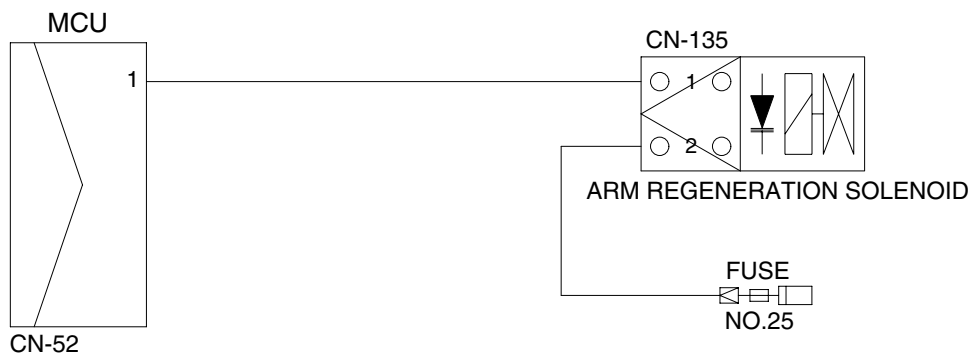 MCU
CN-135
1
1
2
ARM REGENERATION SOLENOID
FUSE
NO.25
CN-52